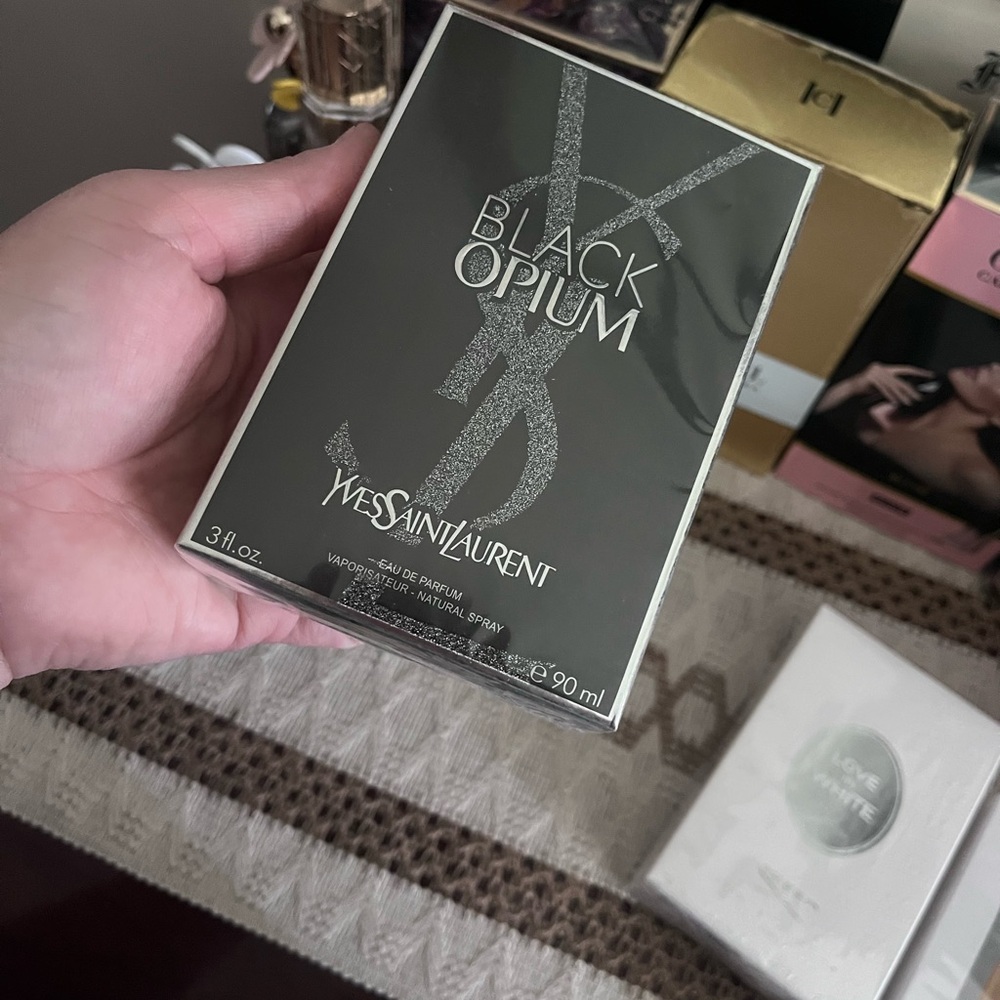 BLACK
OPIUM
YVESSAINTLAURENT
EAU DE PARFUM
VAPORISATEUR - NATURAL SPRAY
3 fl.oz.
e 90 ml
LOVE
WHITE